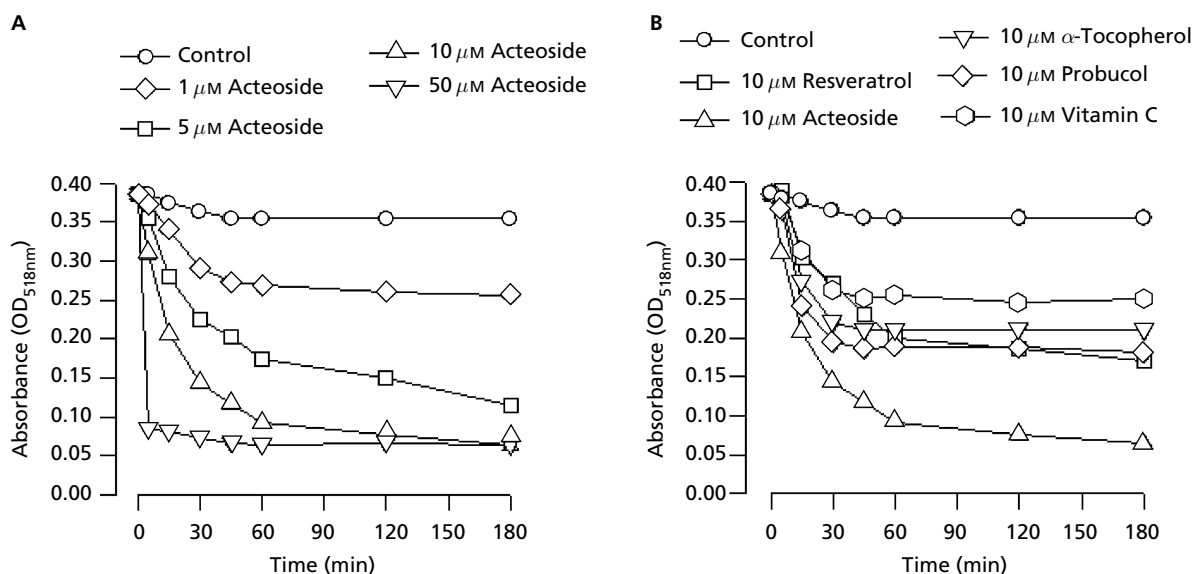 A
Control
1 μM Acteoside
5 μM Acteoside
10 μM Acteoside
50 μM Acteoside
Absorbance (OD518nm)
0.40
0.35
0.30
0.25
0.20
0.15
0.10
0.05
0.00
0 30 60 90 120 150 180
Time (min)
B
Control
10 μM Resveratrol
10 μM Acteoside
10 μM α-Tocopherol
10 μM Probucol
10 μM Vitamin C
Absorbance (OD518nm)
0.40
0.35
0.30
0.25
0.20
0.15
0.10
0.05
0.00
0 30 60 90 120 150 180
Time (min)